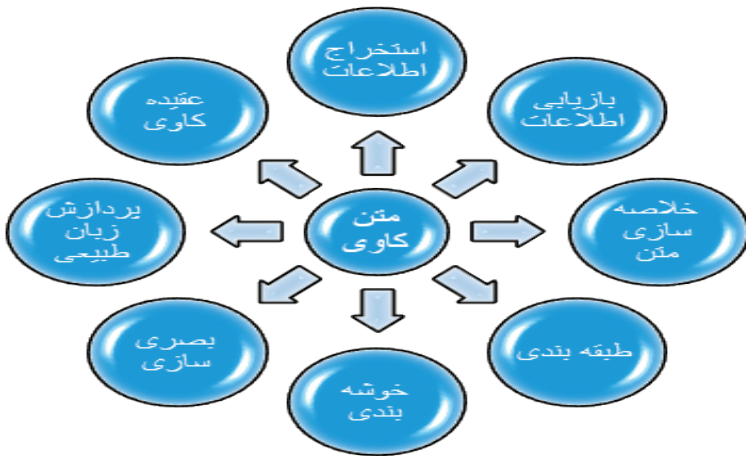 استخراج
اطلاعات
بازیابی
اطلاعات
خلاصه
سازی
متن
طبقه بندی
خوشه
بندی
بصری
سازی
پردازش
زبان
طبیعی
عقیده
کاوی
متن
کاوی